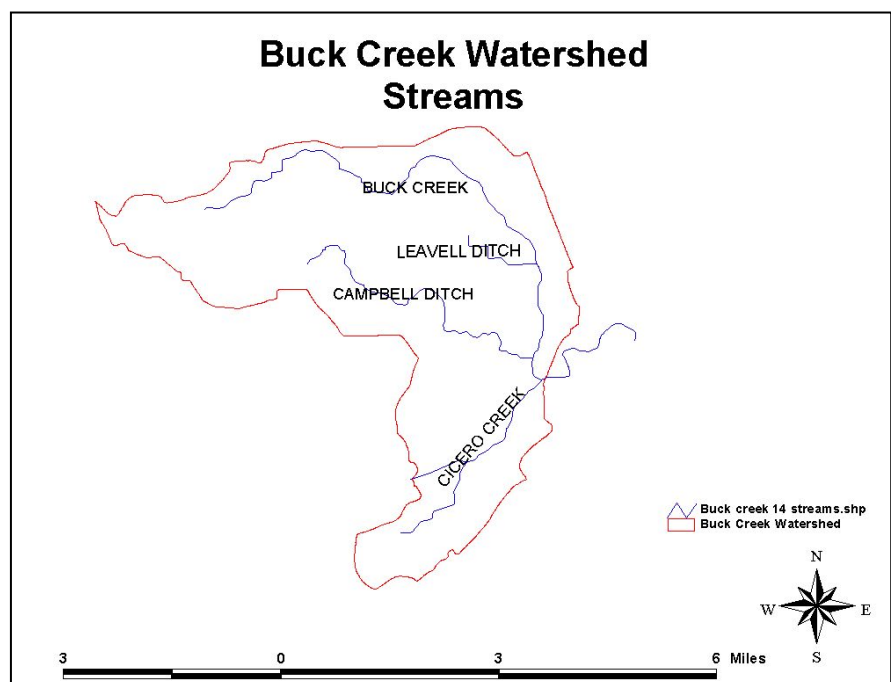 Buck Creek Watershed
Streams
BUCK CREEK
LEAVELL DITCH
CAMPBELL DITCH
CICERO CREEK
Buck creek 14 streams.shp
Buck Creek Watershed
N
W E
S
3 0 3 6 Miles